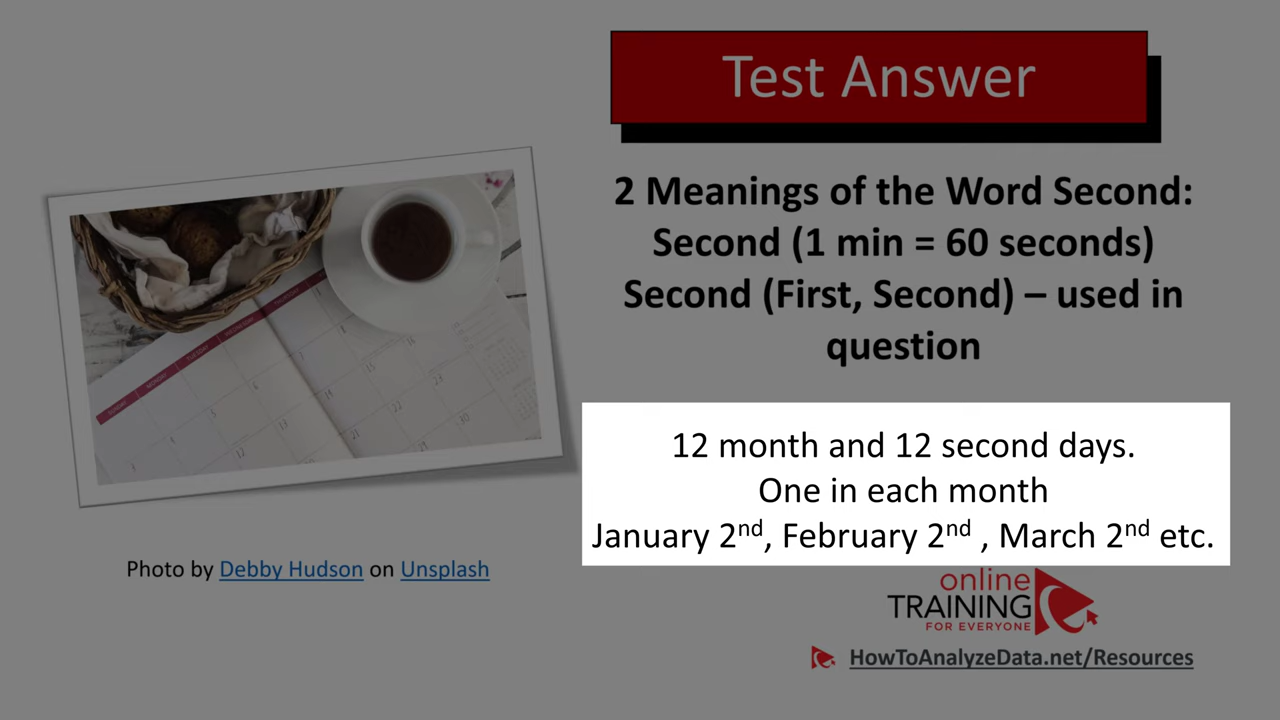 Test Answer
2 Meanings of the Word Second:
Second (1 min = 60 seconds)
Second (First, Second) – used in
question
12 month and 12 second days.
One in each month
January 2nd, February 2nd , March 2nd etc.
Photo by Debby Hudson on Unsplash
online
TRAINING
FOR EVERYONE
HowToAnalyzeData.net/Resources